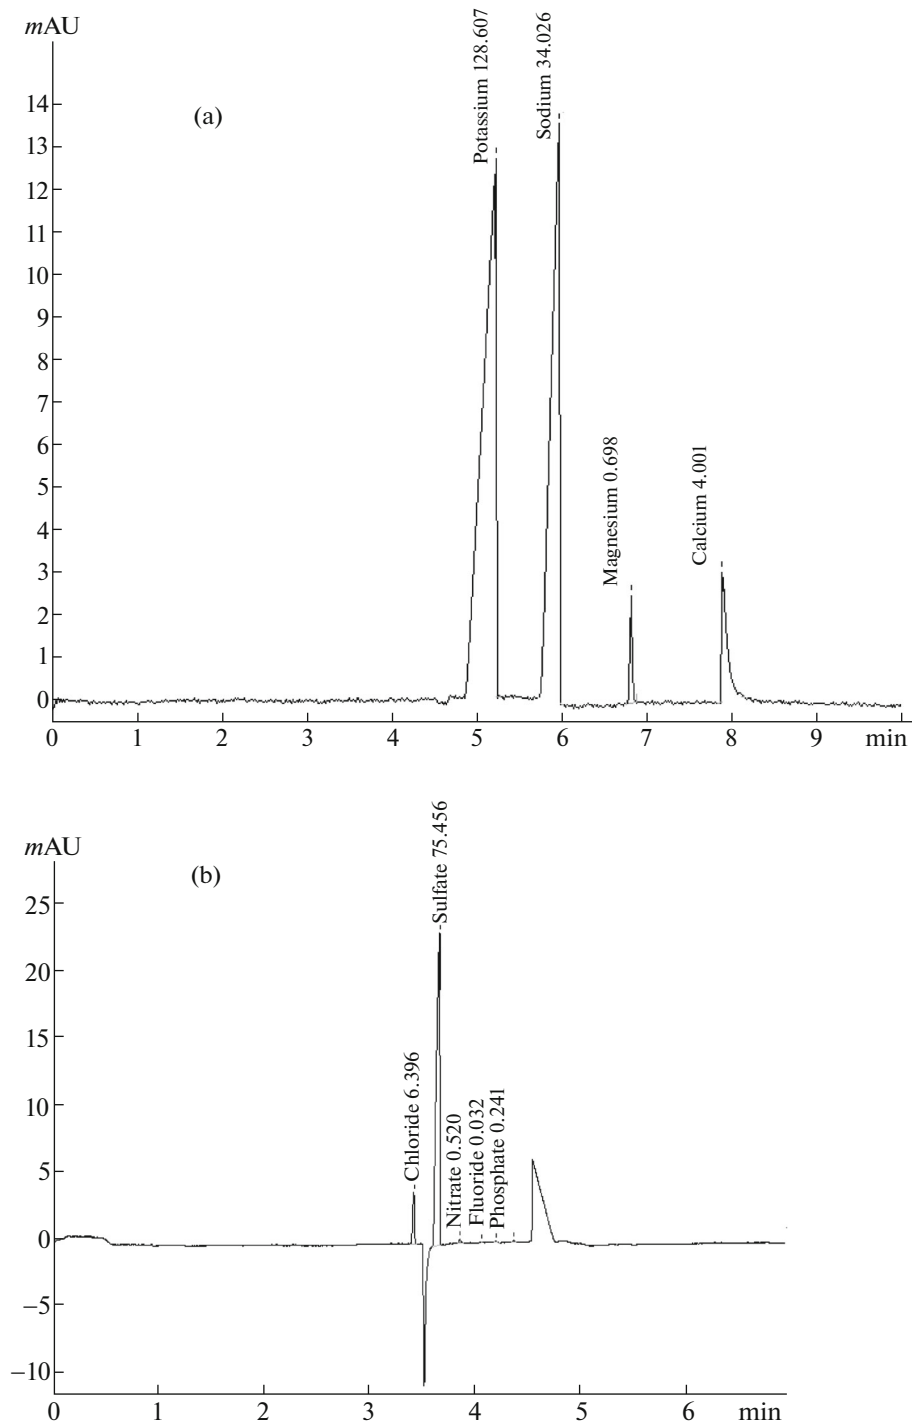 mAU
(a)
Potassium 128.607
Sodium 34.026
Magnesium 0.698
Calcium 4.001
14
13
12
11
10
9
8
7
6
5
4
3
2
1
0
0 1 2 3 4 5 6 7 8 9 min
mAU
(b)
Chloride 6.396
Sulfate 75.456
Nitrate 0.520
Fluoride 0.032
Phosphate 0.241
25
20
15
10
5
0
–5
–10
0 1 2 3 4 5 6 min